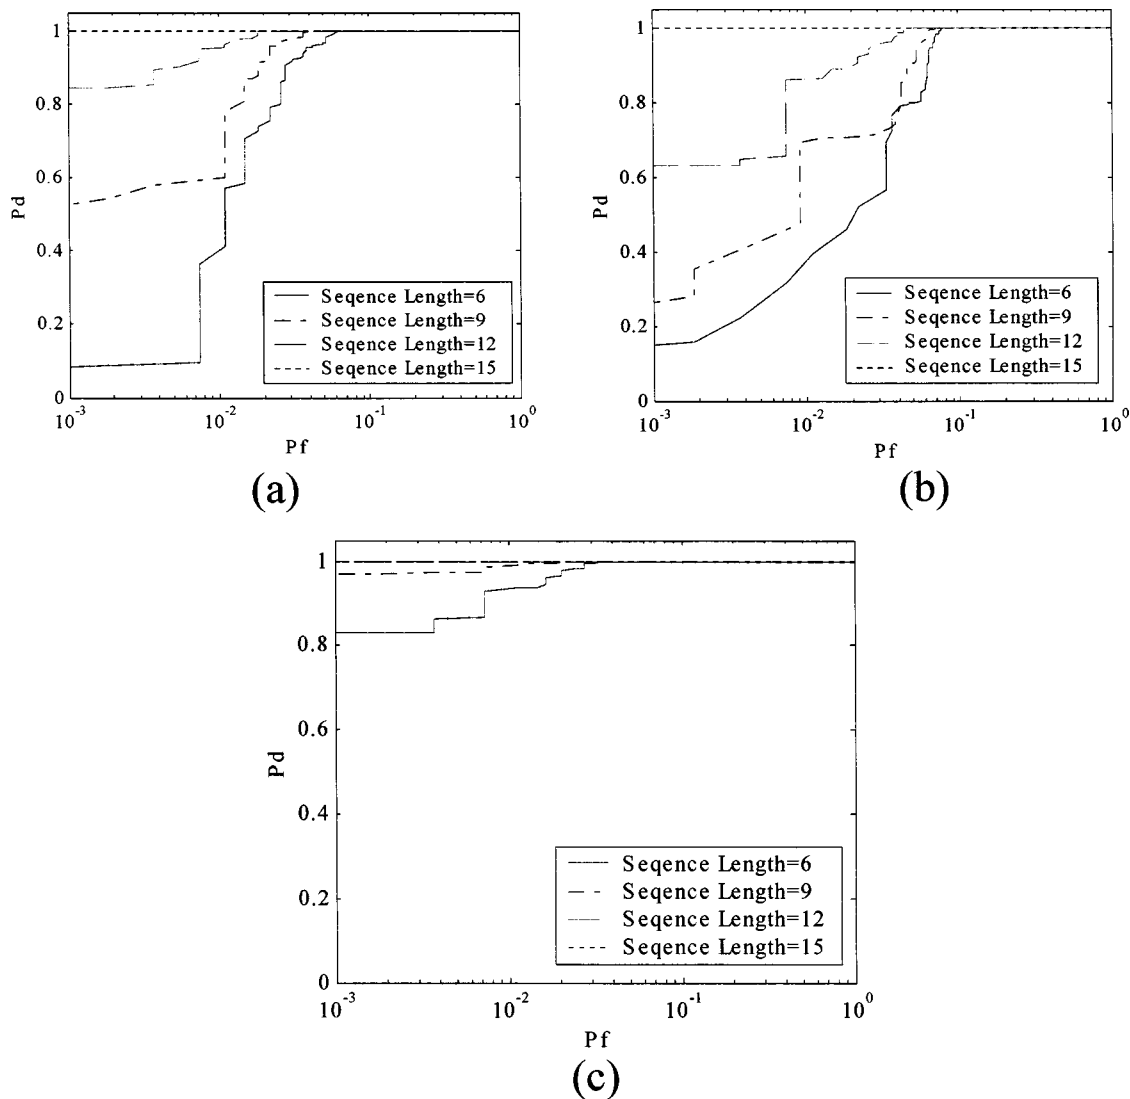 1
0.8
0.6
0.4
0.2
0
Pd
10^-3
10^-2
10^-1
10^0
Pf
Seqence Length=6
Seqence Length=9
Seqence Length=12
Seqence Length=15
(a)
1
0.8
0.6
0.4
0.2
0
Pd
10^-3
10^-2
10^-1
10^0
Pf
Seqence Length=6
Seqence Length=9
Seqence Length=12
Seqence Length=15
(b)
1
0.8
0.6
0.4
0.2
0
Pd
10^-3
10^-2
10^-1
10^0
Pf
Seqence Length=6
Seqence Length=9
Seqence Length=12
Seqence Length=15
(c)